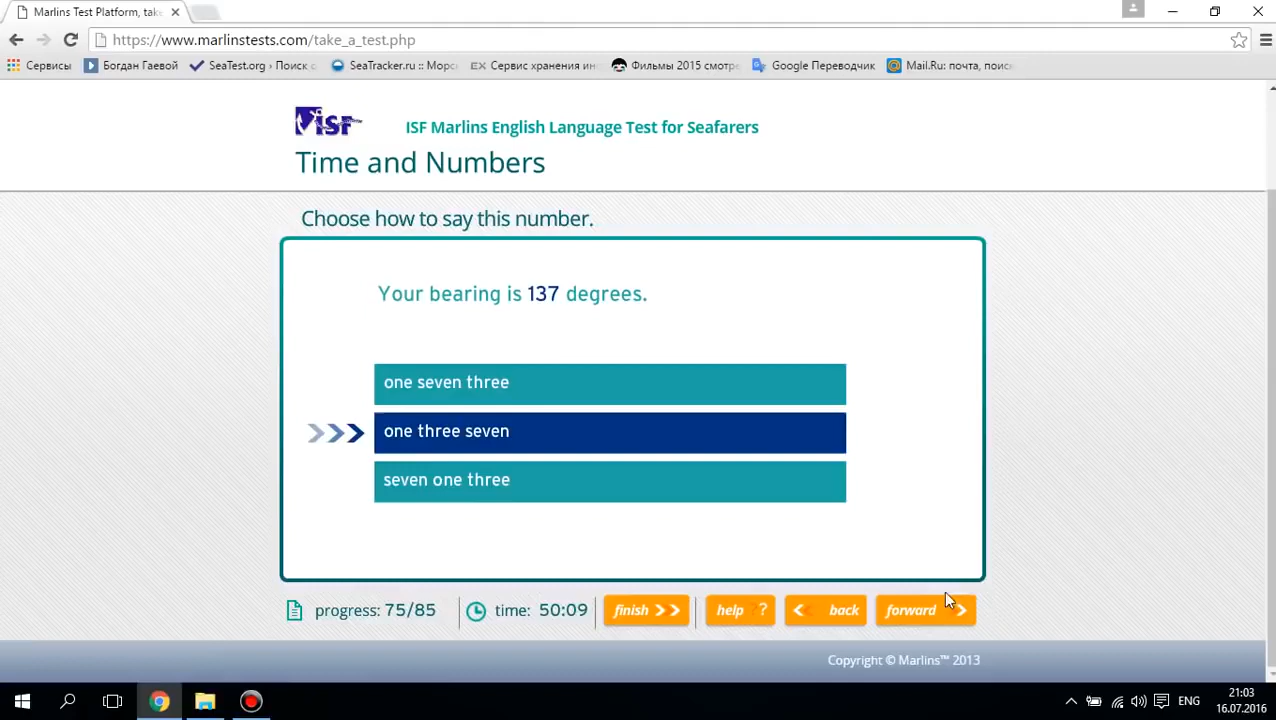 Marlins Test Platform, take
https://www.marlinstests.com/take_a_test.php
Сервисы Богдан Гаевой SeaTest.org › Поиск SeaTracker.ru :: Морс EX Сервис хранения Фильмы 2015 Google Переводчик Mail.Ru: почта, поиск
ISF ISF Marlins English Language Test for Seafarers
Time and Numbers
Choose how to say this number.
Your bearing is 137 degrees.
one seven three
one three seven
seven one three
progress: 75/85 time: 50:09 finish help ? back forward
Copyright © Marlins™ 2013
ENG 21:03
16.07.2016